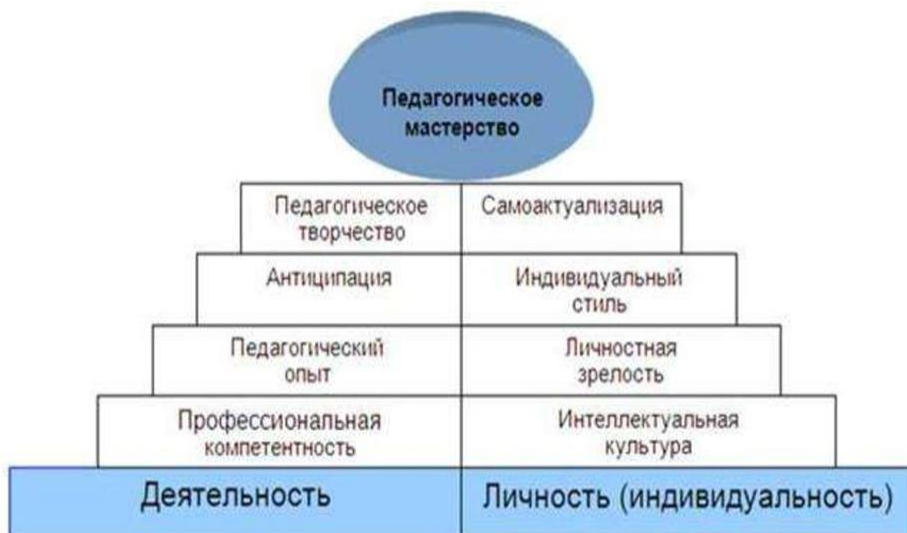 Педагогическое
мастерство
Педагогическое
творчество
Самоактуализация
Антиципация
Индивидуальный
стиль
Педагогический
опыт
Личностная
зрелость
Профессиональная
компетентность
Интеллектуальная
культура
Деятельность
Личность (индивидуальность)